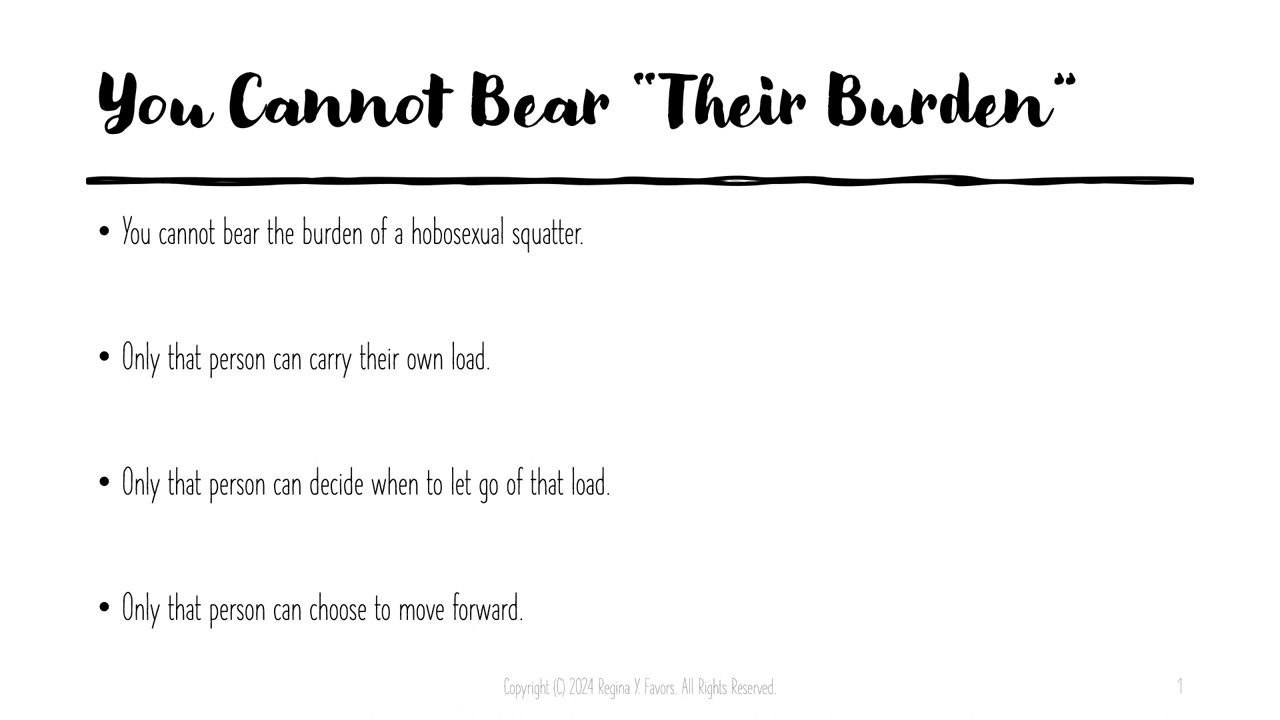 You Cannot Bear “Their Burden“
• You cannot bear the burden of a hobosexual squatter.
• Only that person can carry their own load.
• Only that person can decide when to let go of that load.
• Only that person can choose to move forward.
Copyright (C) 2024 Regina Y. Favors. All Rights Reserved.
1